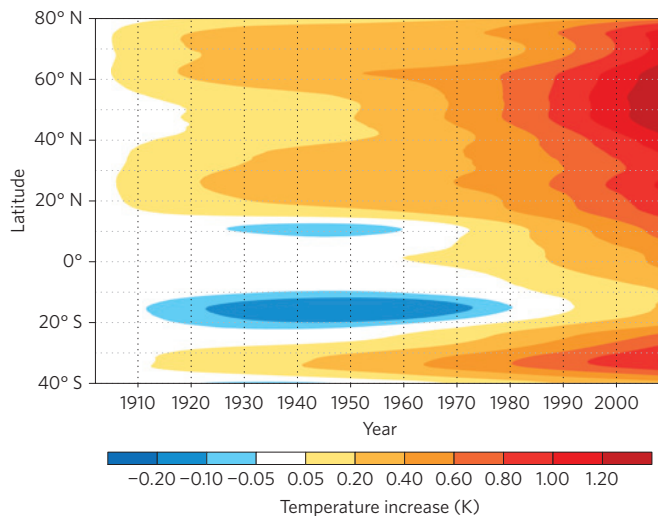 80° N
60° N
40° N
20° N
0°
20° S
40° S
Latitude
1910 1920 1930 1940 1950 1960 1970 1980 1990 2000
Year
−0.20 −0.10 −0.05 0.05 0.20 0.40 0.60 0.80 1.00 1.20
Temperature increase (K)